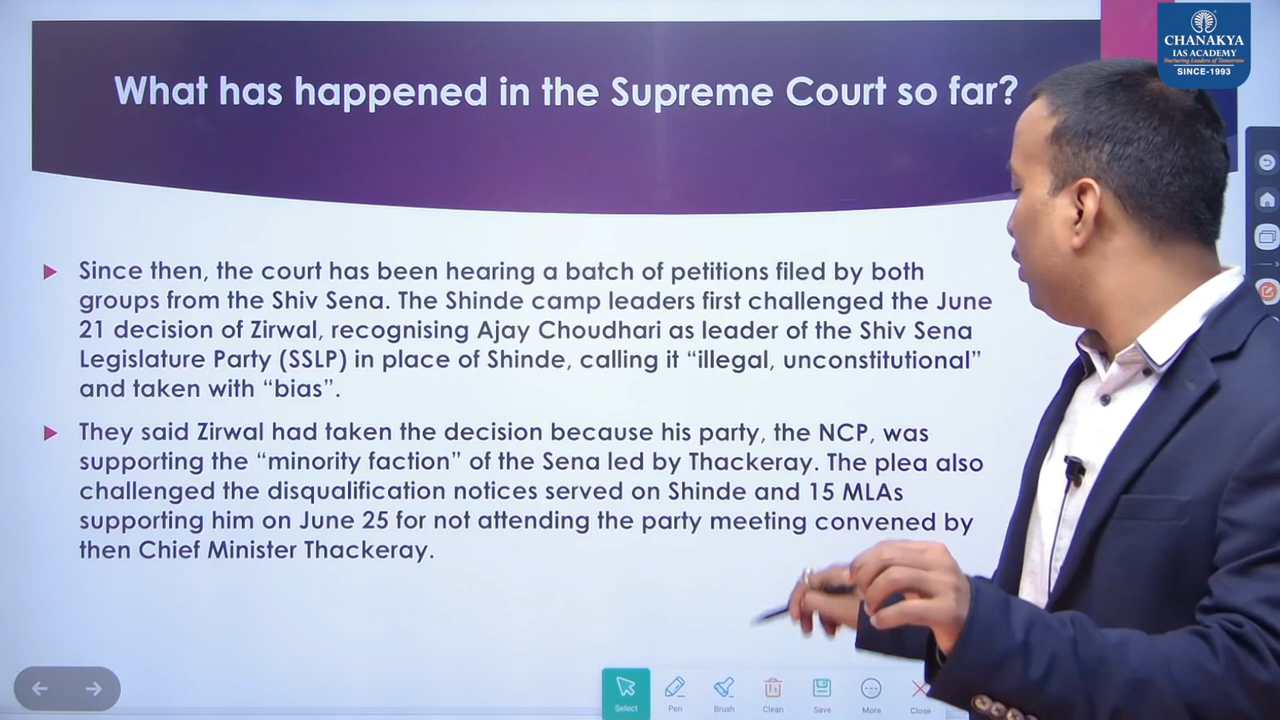 CHANAKYA
IAS ACADEMY
Nurturing Leaders of Tomorrow
SINCE-1993
What has happened in the Supreme Court so far?
Since then, the court has been hearing a batch of petitions filed by both
groups from the Shiv Sena. The Shinde camp leaders first challenged the June
21 decision of Zirwal, recognising Ajay Choudhari as leader of the Shiv Sena
Legislature Party (SSLP) in place of Shinde, calling it “illegal, unconstitutional”
and taken with “bias”.
They said Zirwal had taken the decision because his party, the NCP, was
supporting the “minority faction” of the Sena led by Thackeray. The plea also
challenged the disqualification notices served on Shinde and 15 MLAs
supporting him on June 25 for not attending the party meeting convened by
then Chief Minister Thackeray.
Select Pen Brush Clean Save More Close